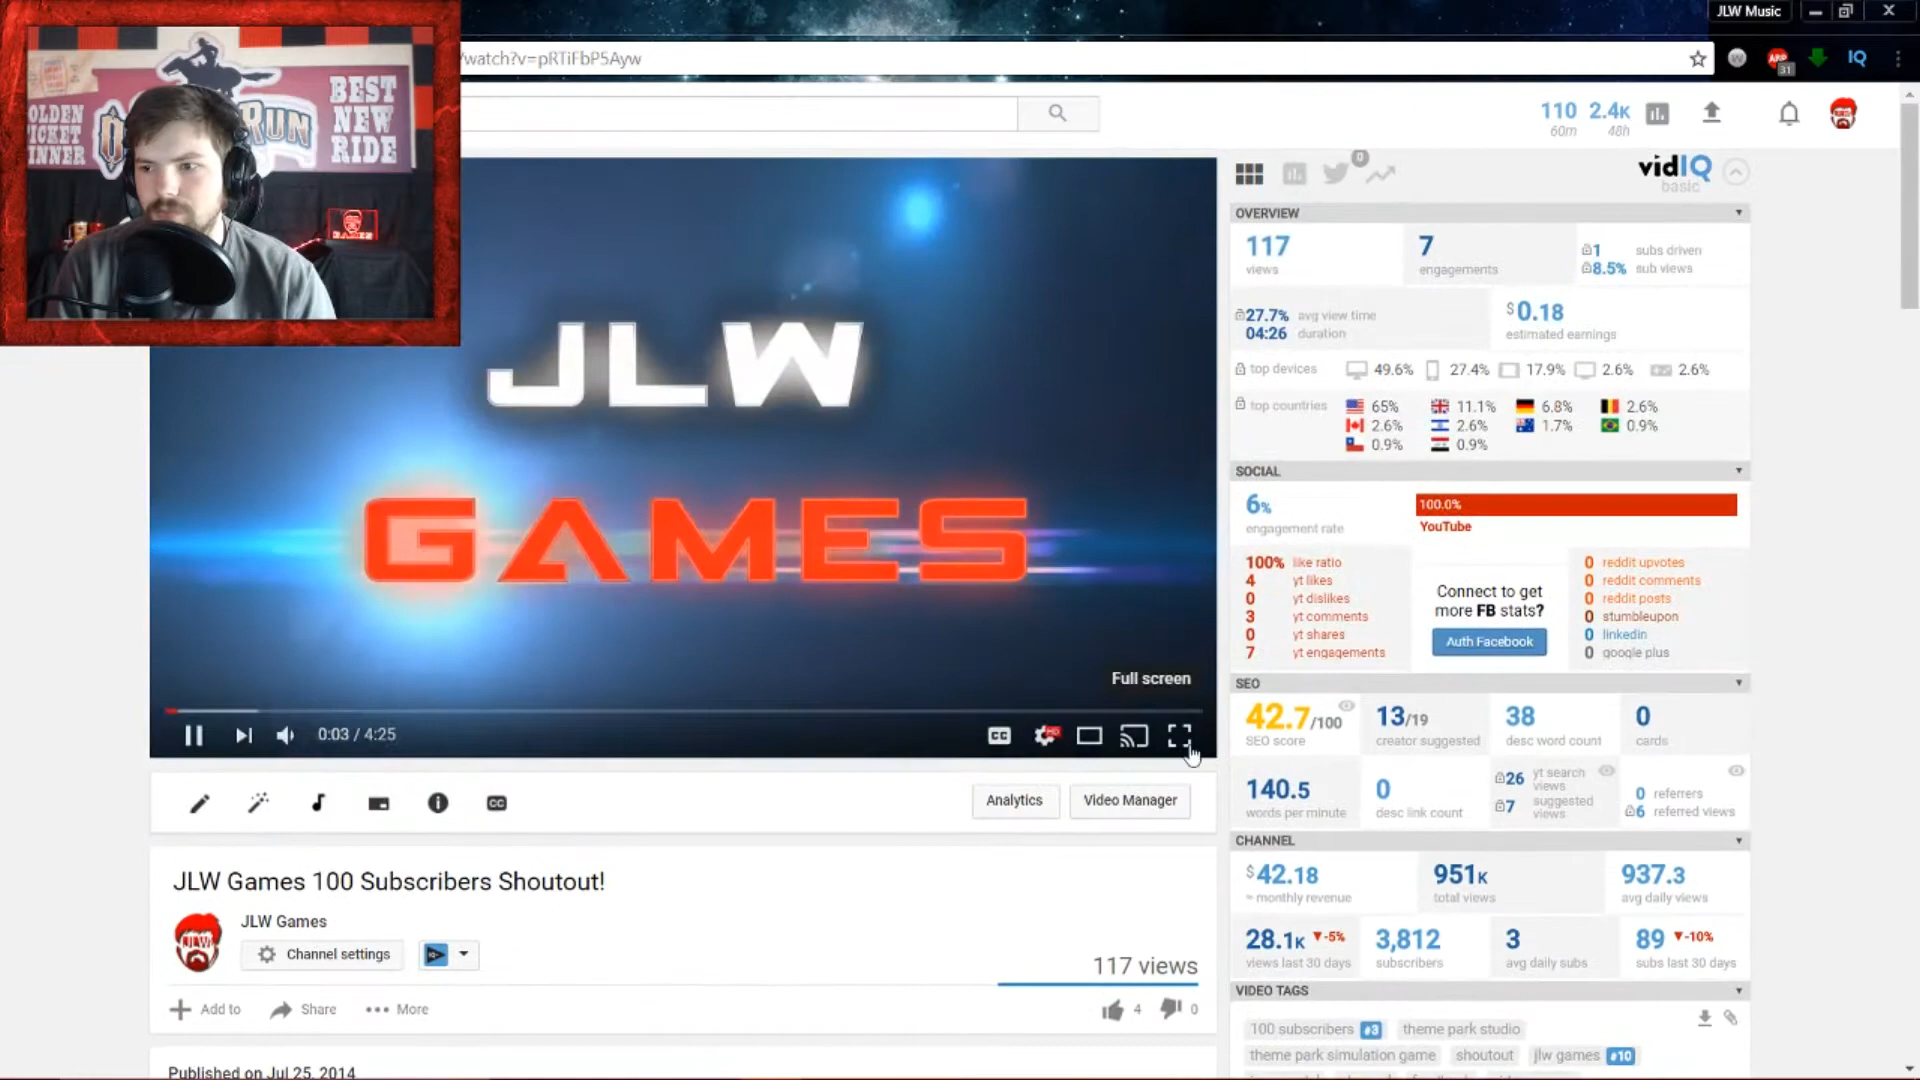 JLW Music
/watch?v=pRTiFbP5Ayw
ARP
31
IQ
GOLDEN
TICKET
WINNER
RUN
BEST
NEW
RIDE
GAMES
110 60m
2.4K 48h
JLW
GAMES
Full screen
0:03 / 4:25
CC
HD
Analytics
Video Manager
CC
JLW Games 100 Subscribers Shoutout!
JLW
JLW Games
Channel settings
117 views
Add to
Share
More
4
0
Published on Jul 25, 2014
0
vidIQ
basic
OVERVIEW
117
views
7
engagements
1 subs driven
8.5% sub views
27.7% avg view time
04:26 duration
$0.18
estimated earnings
top devices 49.6% 27.4% 17.9% 2.6% 2.6%
top countries 65% 11.1% 6.8% 2.6%
2.6% 2.6% 1.7% 0.9%
0.9% 0.9%
SOCIAL
6%
engagement rate
100.0%
YouTube
100% like ratio
4 yt likes
0 yt dislikes
3 yt comments
0 yt shares
7 yt engagements
Connect to get
more FB stats?
Auth Facebook
0 reddit upvotes
0 reddit comments
0 reddit posts
0 stumbleupon
0 linkedin
0 google plus
SEO
42.7/100
SEO score
13/19
creator suggested
38
desc word count
0
cards
140.5
words per minute
0
desc link count
26 yt search views
7 suggested views
0 referrers
6 referred views
CHANNEL
$42.18
≈ monthly revenue
951K
total views
937.3
avg daily views
28.1K ▼-5%
views last 30 days
3,812
subscribers
3
avg daily subs
89 ▼-10%
subs last 30 days
VIDEO TAGS
100 subscribers #3 theme park studio
theme park simulation game shoutout jlw games #10